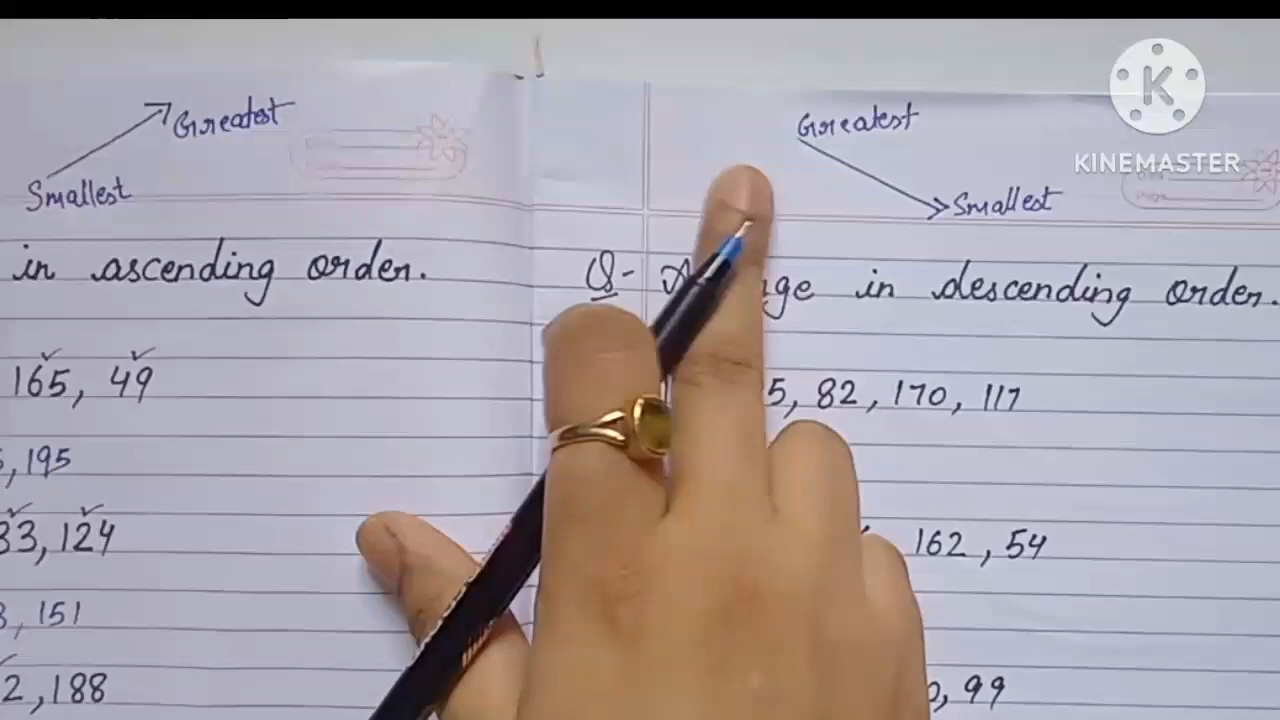 Greatest
Smallest
in ascending order.
165, 49
, 195
33, 124
, 151
2, 188
Greatest
Smallest
Q- in descending order.
5, 82, 170, 117
162, 54
, 99
KINEMASTER